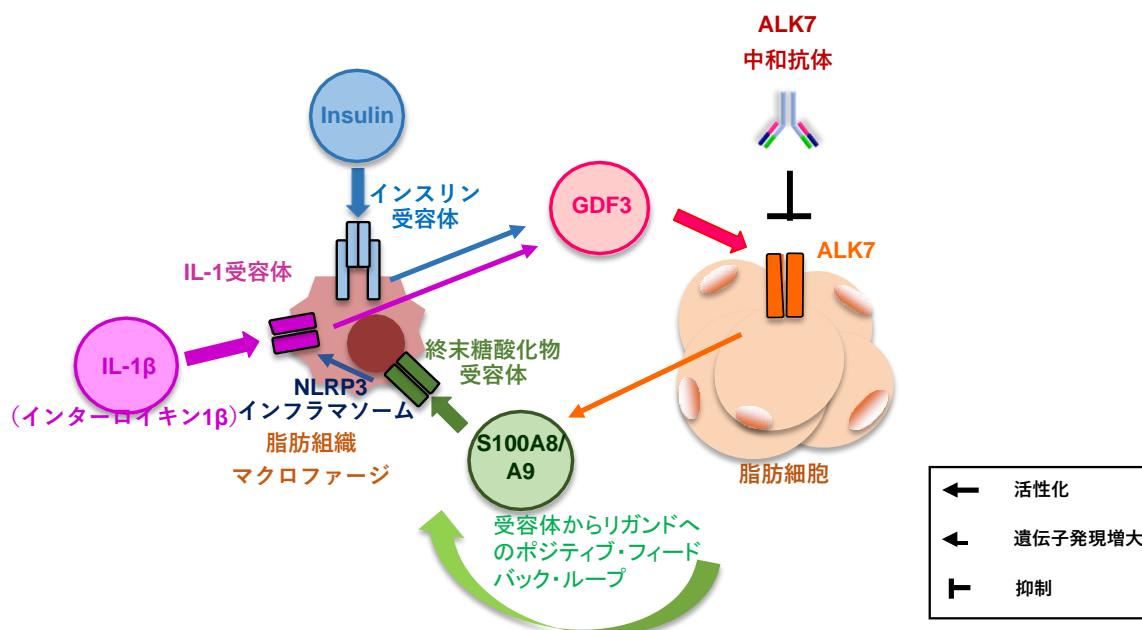 ALK7
中和抗体
Insulin
インスリン
受容体
GDF3
ALK7
IL-1受容体
IL-1β
(インターロイキン1β)
終末糖酸化物
受容体
NLRP3
インフラマソーム
脂肪組織
マクロファージ
S100A8/
A9
脂肪細胞
受容体からリガンドへ
のポジティブ・フィード
バック・ループ
活性化
遺伝子発現増大
抑制